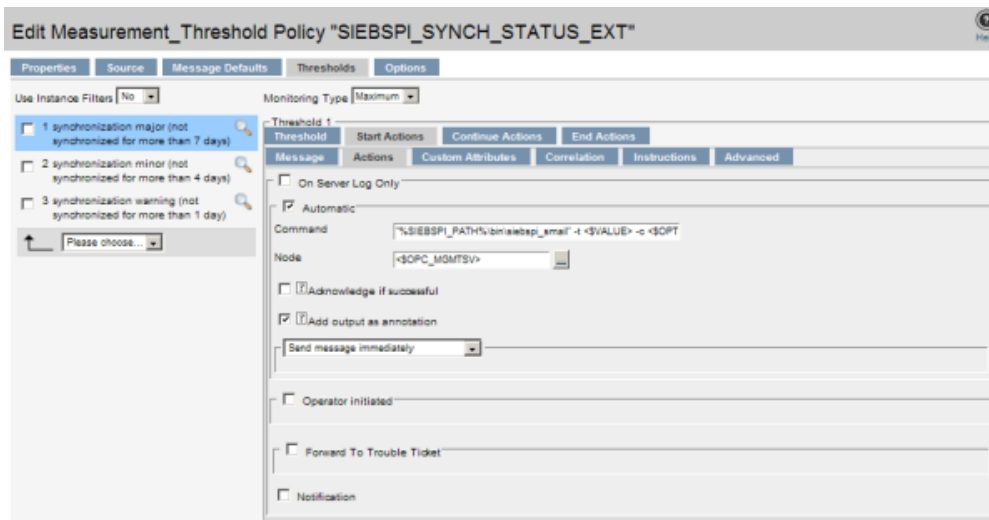 Edit Measurement_Threshold Policy "SIEBSPI_SYNCH_STATUS_EXT"
Properties Source Message Defaults Thresholds Options
Use Instance Filters No
Monitoring Type Maximum
1 synchronization major (not
synchronized for more than 7 days)
2 synchronization minor (not
synchronized for more than 4 days)
3 synchronization warning (not
synchronized for more than 1 day)
Please choose...
Threshold 1
Threshold Start Actions Continue Actions End Actions
Message Actions Custom Attributes Correlation Instructions Advanced
On Server Log Only
Automatic
Command "%SIEBSPI_PATH%\bin\siebspi_smail" -t <$VALUE> -c <$OPT
Node <$OPC_MGMTSV> ...
? Acknowledge if successful
? Add output as annotation
Send message immediately
Operator initiated
Forward To Trouble Ticket
Notification